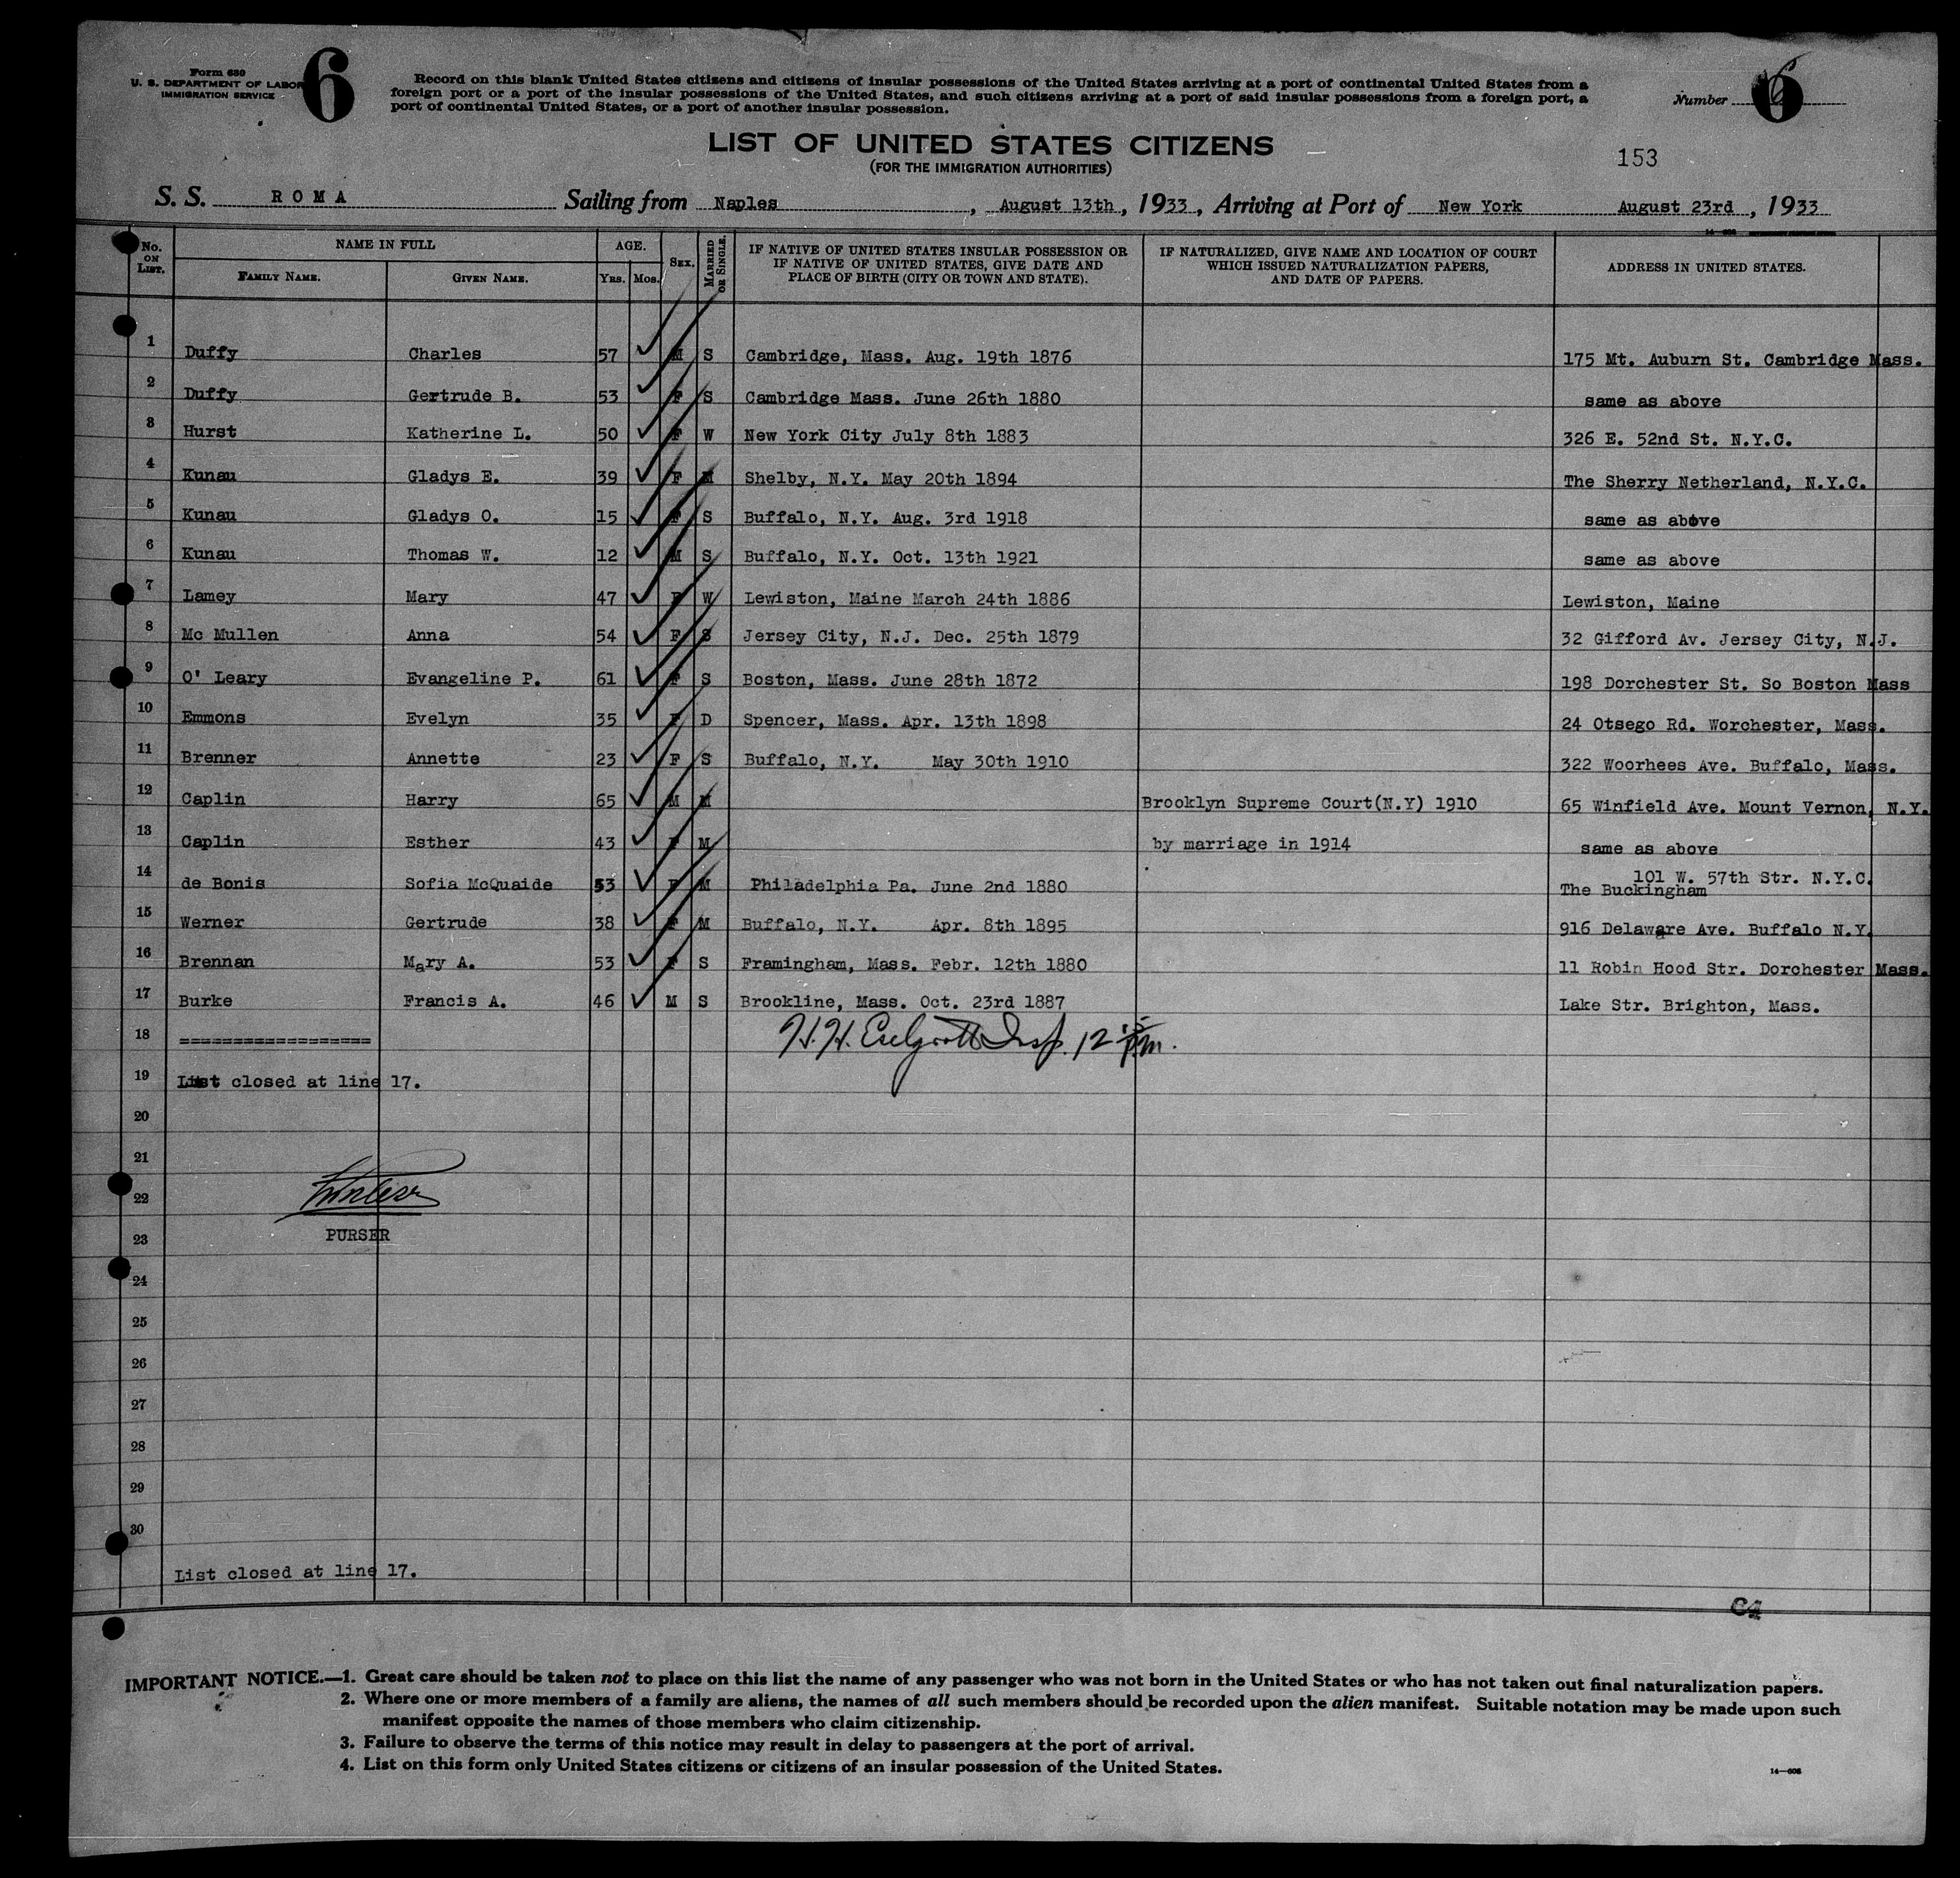 Form 630
U. S. DEPARTMENT OF LABOR
IMMIGRATION SERVICE
6
Record on this blank United States citizens and citizens of insular possessions of the United States arriving at a port of continental United States from a
foreign port or a port of the insular possessions of the United States, and such citizens arriving at a port of said insular possessions from a foreign port, a
port of continental United States, or a port of another insular possession.
Number 6
LIST OF UNITED STATES CITIZENS
(FOR THE IMMIGRATION AUTHORITIES)
153
S. S. ROMA Sailing from Naples, August 13th, 1933, Arriving at Port of New York August 23rd, 1933
No. ON LIST. NAME IN FULL FAMILY NAME. GIVEN NAME. AGE. Yrs. Mos. SEX. MARRIED OR SINGLE. IF NATIVE OF UNITED STATES INSULAR POSSESSION OR IF NATIVE OF UNITED STATES, GIVE DATE AND PLACE OF BIRTH (CITY OR TOWN AND STATE). IF NATURALIZED, GIVE NAME AND LOCATION OF COURT WHICH ISSUED NATURALIZATION PAPERS, AND DATE OF PAPERS. ADDRESS IN UNITED STATES.
1 Duffy Charles 57 M S Cambridge, Mass. Aug. 19th 1876 175 Mt. Auburn St. Cambridge Mass.
2 Duffy Gertrude B. 53 F S Cambridge Mass. June 26th 1880 same as above
3 Hurst Katherine L. 50 F W New York City July 8th 1883 326 E. 52nd St. N.Y.C.
4 Kunau Gladys E. 39 F M Shelby, N.Y. May 20th 1894 The Sherry Netherland, N.Y.C.
5 Kunau Gladys O. 15 F S Buffalo, N.Y. Aug. 3rd 1918 same as above
6 Kunau Thomas W. 12 M S Buffalo, N.Y. Oct. 13th 1921 same as above
7 Lamey Mary 47 F W Lewiston, Maine March 24th 1886 Lewiston, Maine
8 Mc Mullen Anna 54 F S Jersey City, N.J. Dec. 25th 1879 32 Gifford Av. Jersey City, N.J.
9 O' Leary Evangeline P. 61 F S Boston, Mass. June 28th 1872 198 Dorchester St. So Boston Mass
10 Emmons Evelyn 35 F D Spencer, Mass. Apr. 13th 1898 24 Otsego Rd. Worchester, Mass.
11 Brenner Annette 23 F S Buffalo, N.Y. May 30th 1910 322 Woorhees Ave. Buffalo, Mass.
12 Caplin Harry 65 M M Brooklyn Supreme Court(N.Y) 1910 65 Winfield Ave. Mount Vernon, N.Y.
13 Caplin Esther 43 F M by marriage in 1914 same as above
14 de Bonis Sofia McQuaide 53 F M Philadelphia Pa. June 2nd 1880 101 W. 57th Str. N.Y.C.
The Buckingham
15 Werner Gertrude 38 F M Buffalo, N.Y. Apr. 8th 1895 916 Delaware Ave. Buffalo N.Y.
16 Brennan Mary A. 53 F S Framingham, Mass. Febr. 12th 1880 11 Robin Hood Str. Dorchester Mass.
17 Burke Francis A. 46 M S Brookline, Mass. Oct. 23rd 1887 Lake Str. Brighton, Mass.
18 ================== H.H. Insp. 12 pm.
19 List closed at line 17.
20
21
22
23 PURSER
24
25
26
27
28
29
30
List closed at line 17.
IMPORTANT NOTICE.—1. Great care should be taken not to place on this list the name of any passenger who was not born in the United States or who has not taken out final naturalization papers.
2. Where one or more members of a family are aliens, the names of all such members should be recorded upon the alien manifest. Suitable notation may be made upon such
manifest opposite the names of those members who claim citizenship.
3. Failure to observe the terms of this notice may result in delay to passengers at the port of arrival.
4. List on this form only United States citizens or citizens of an insular possession of the United States.